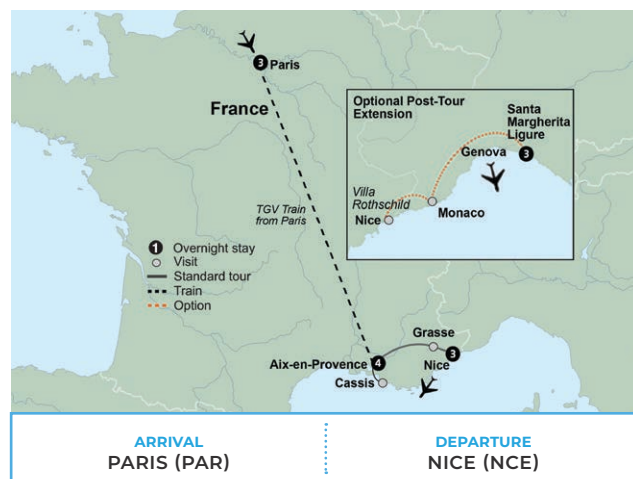 3 Paris
France
TGV Train
from Paris
1 Overnight stay
Visit
Standard tour
Train
Option
Optional Post-Tour
Extension
Santa
Margherita
Ligure
Genova
3
Villa
Rothschild
Nice
Monaco
Grasse
Aix-en-Provence 4
3
Nice
Cassis
ARRIVAL
PARIS (PAR)
DEPARTURE
NICE (NCE)